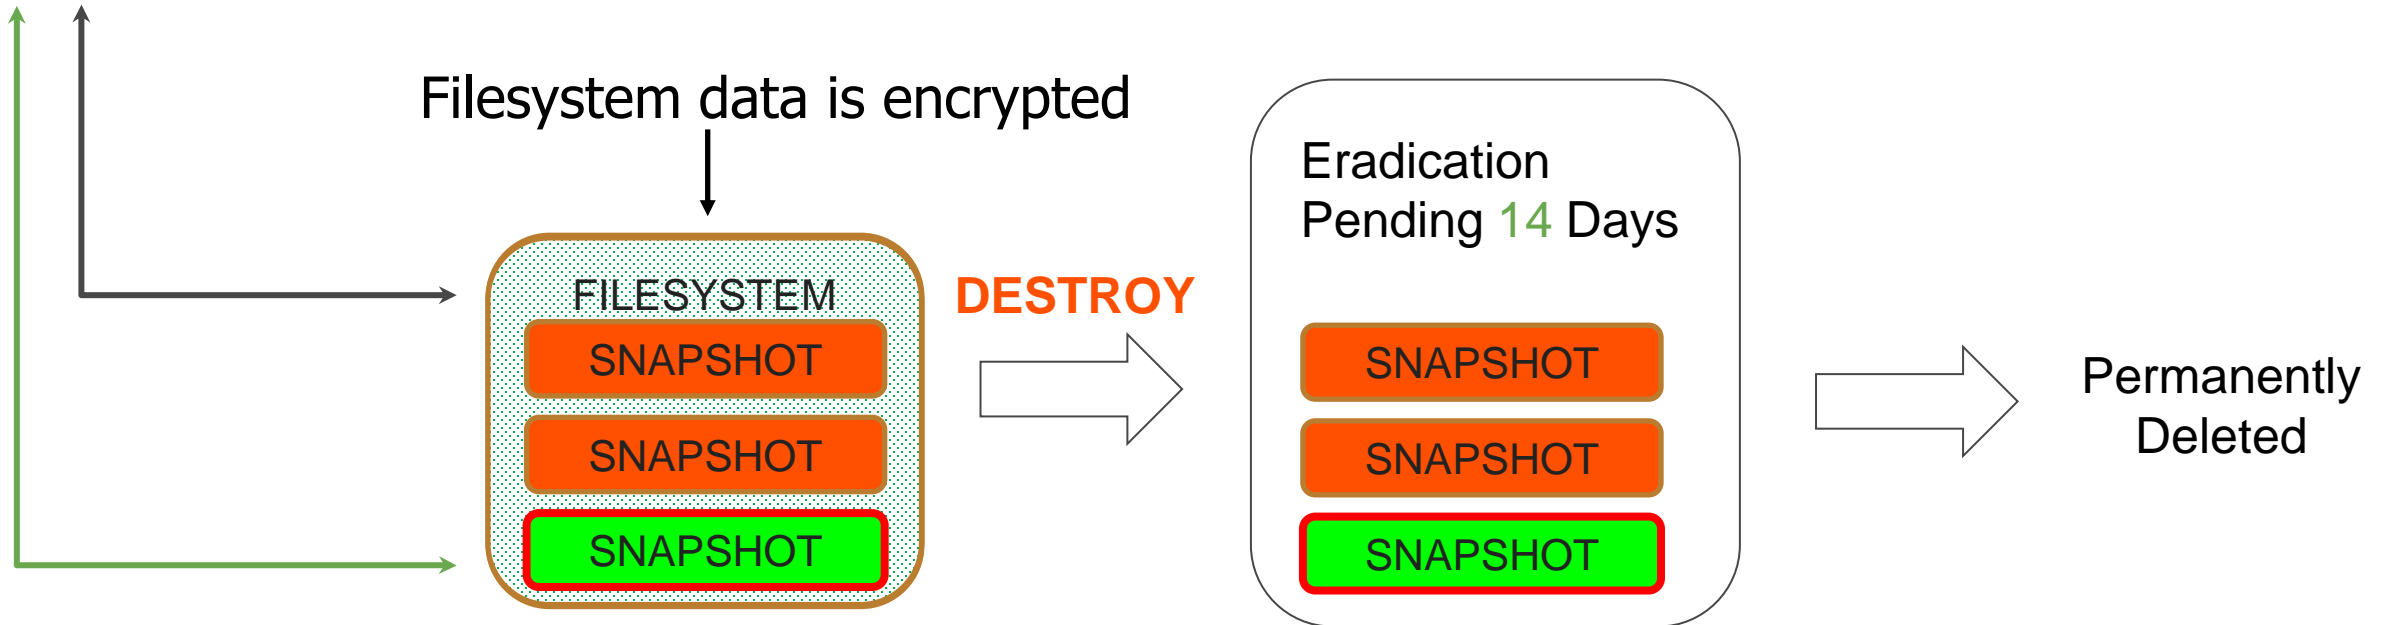 Filesystem data is encrypted
FILESYSTEM
SNAPSHOT
SNAPSHOT
SNAPSHOT
DESTROY
Eradication
Pending 14 Days
SNAPSHOT
SNAPSHOT
SNAPSHOT
Permanently
Deleted